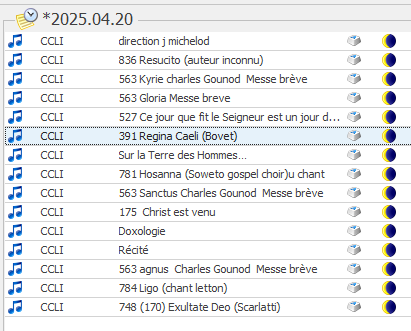 *2025.04.20
CCLI direction j michelod
CCLI 836 Resucito (auteur inconnu)
CCLI 563 Kyrie charles Gounod Messe brève
CCLI 563 Gloria Messe breve
CCLI 527 Ce jour que fit le Seigneur est un jour d...
CCLI 391 Regina Caeli (Bovet)
CCLI Sur la Terre des Hommes...
CCLI 781 Hosanna (Soweto gospel choir)u chant
CCLI 563 Sanctus Charles Gounod Messe brève
CCLI 175 Christ est venu
CCLI Doxologie
CCLI Récité
CCLI 563 agnus Charles Gounod Messe brève
CCLI 784 Ligo (chant letton)
CCLI 748 (170) Exultate Deo (Scarlatti)